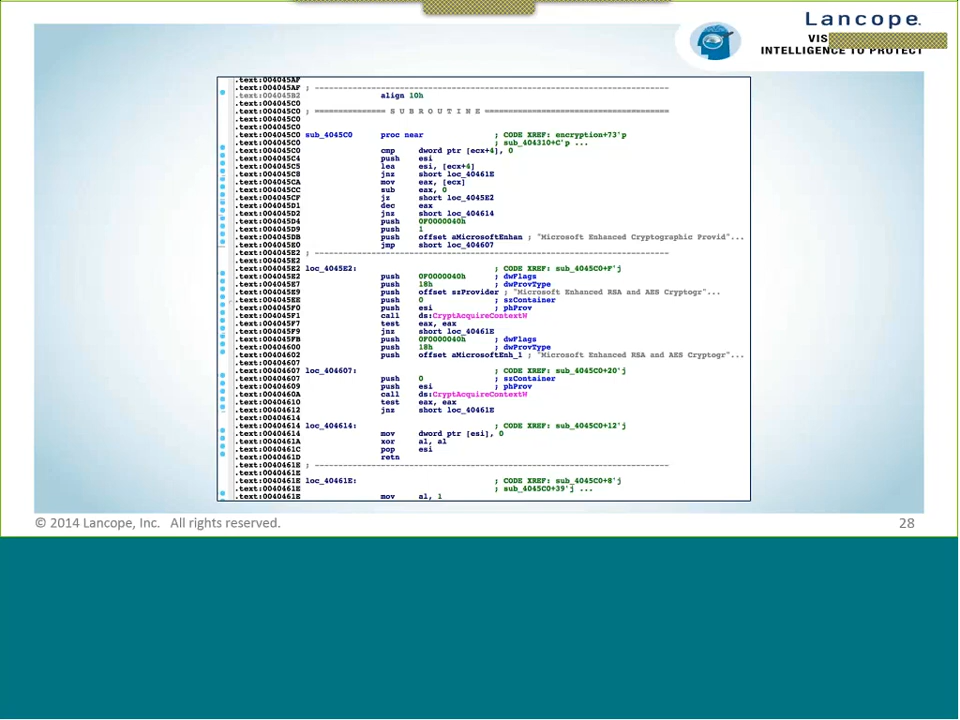 Lancope.
VIS
INTELLIGENCE TO PROTECT
.text:004045AF
.text:004045AF ; ---------------------------------------------------------------------------
.text:004045B2 align 10h
.text:004045C0
.text:004045C0 ; =============== S U B R O U T I N E =======================================
.text:004045C0
.text:004045C0
.text:004045C0 sub_4045C0 proc near ; CODE XREF: encryption+73'p
.text:004045C0 ; sub_404310+C'p ...
.text:004045C0 cmp dword ptr [ecx+4], 0
.text:004045C4 push esi
.text:004045C5 lea esi, [ecx+4]
.text:004045C8 jnz short loc_40461E
.text:004045CA mov eax, [ecx]
.text:004045CC sub eax, 0
.text:004045CF jz short loc_4045E2
.text:004045D1 dec eax
.text:004045D2 jnz short loc_404614
.text:004045D4 push 0F0000040h
.text:004045D9 push 1
.text:004045DB push offset aMicrosoftEnhan ; "Microsoft Enhanced Cryptographic Provid"...
.text:004045E0 jmp short loc_404607
.text:004045E2 ; ---------------------------------------------------------------------------
.text:004045E2
.text:004045E2 loc_4045E2: ; CODE XREF: sub_4045C0+F'j
.text:004045E2 push 0F0000040h ; dwFlags
.text:004045E7 push 18h ; dwProvType
.text:004045E9 push offset szProvider ; "Microsoft Enhanced RSA and AES Cryptogr"...
.text:004045EE push 0 ; szContainer
.text:004045F0 push esi ; phProv
.text:004045F1 call ds:CryptAcquireContextW
.text:004045F7 test eax, eax
.text:004045F9 jnz short loc_40461E
.text:004045FB push 0F0000040h ; dwFlags
.text:00404600 push 18h ; dwProvType
.text:00404602 push offset aMicrosoftEnh_1 ; "Microsoft Enhanced RSA and AES Cryptogr"...
.text:00404607
.text:00404607 loc_404607: ; CODE XREF: sub_4045C0+20'j
.text:00404607 push 0 ; szContainer
.text:00404609 push esi ; phProv
.text:0040460A call ds:CryptAcquireContextW
.text:00404610 test eax, eax
.text:00404612 jnz short loc_40461E
.text:00404614
.text:00404614 loc_404614: ; CODE XREF: sub_4045C0+12'j
.text:00404614 mov dword ptr [esi], 0
.text:0040461A xor al, al
.text:0040461C pop esi
.text:0040461D retn
.text:0040461E ; ---------------------------------------------------------------------------
.text:0040461E
.text:0040461E loc_40461E: ; CODE XREF: sub_4045C0+8'j
.text:0040461E ; sub_4045C0+39'j ...
.text:0040461E mov al, 1
© 2014 Lancope, Inc. All rights reserved.
28